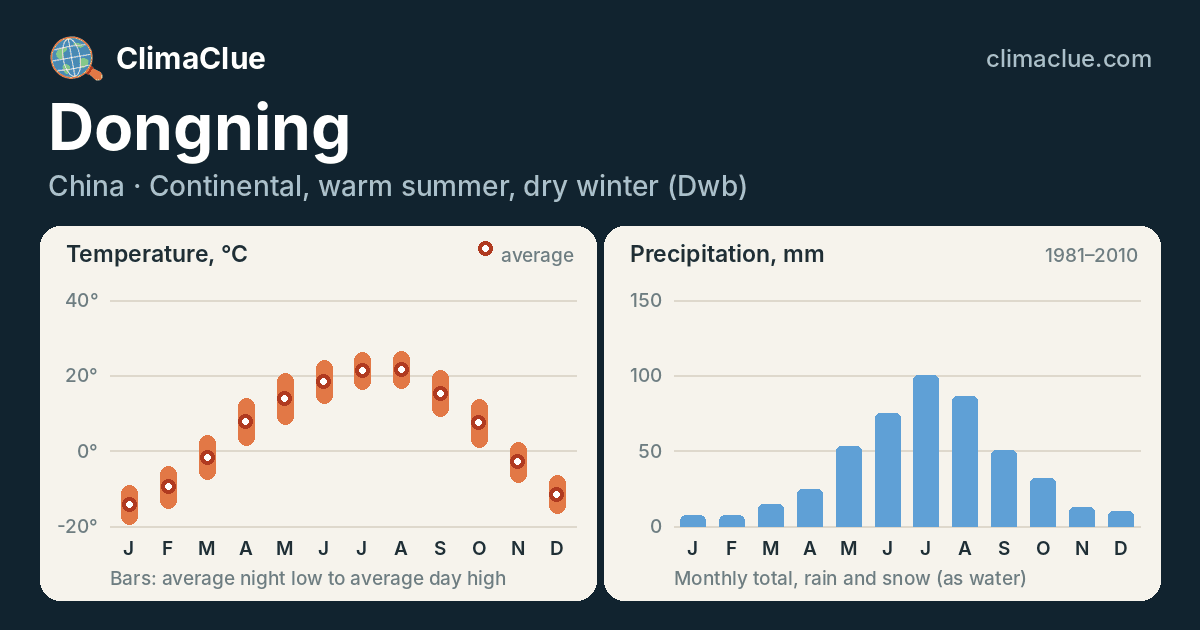 ClimaClue
climaclue.com
Dongning
China · Continental, warm summer, dry winter (Dwb)
Temperature, °C
average
40°
20°
0°
-20°
J F M A M J J A S O N D
Bars: average night low to average day high
Precipitation, mm
1981–2010
150
100
50
0
J F M A M J J A S O N D
Monthly total, rain and snow (as water)